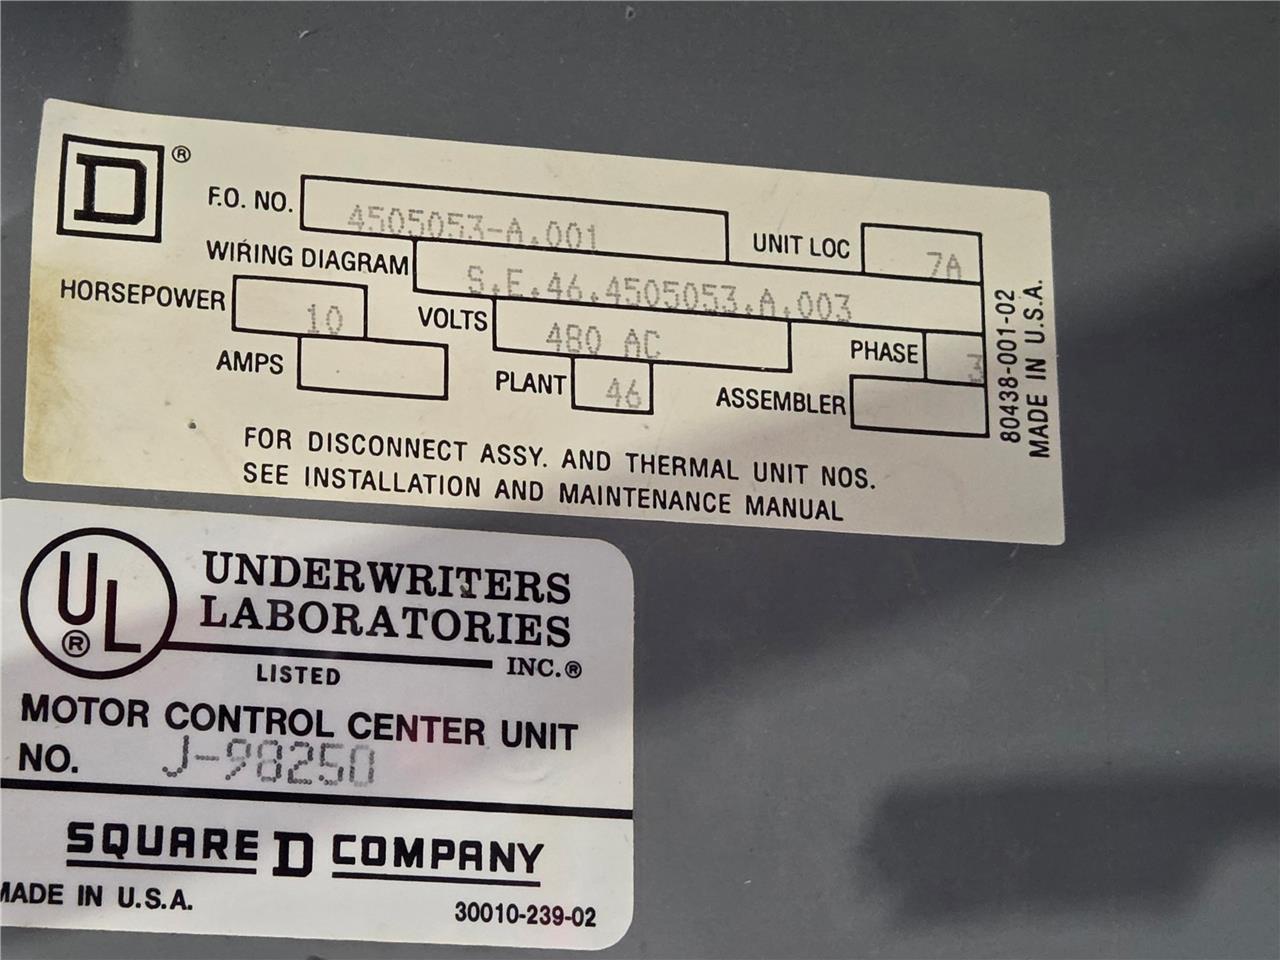 D ®
F.O. NO. 4505053-A.001 UNIT LOC 7A
WIRING DIAGRAM S.E.46.4505053.A.003
HORSEPOWER 10 VOLTS 480 AC PHASE 3
AMPS PLANT 46 ASSEMBLER
FOR DISCONNECT ASSY. AND THERMAL UNIT NOS.
SEE INSTALLATION AND MAINTENANCE MANUAL
80438-001-02
MADE IN U.S.A.
UL ®
UNDERWRITERS
LABORATORIES
INC.®
LISTED
MOTOR CONTROL CENTER UNIT
NO. J-98250
SQUARE D COMPANY
MADE IN U.S.A. 30010-239-02